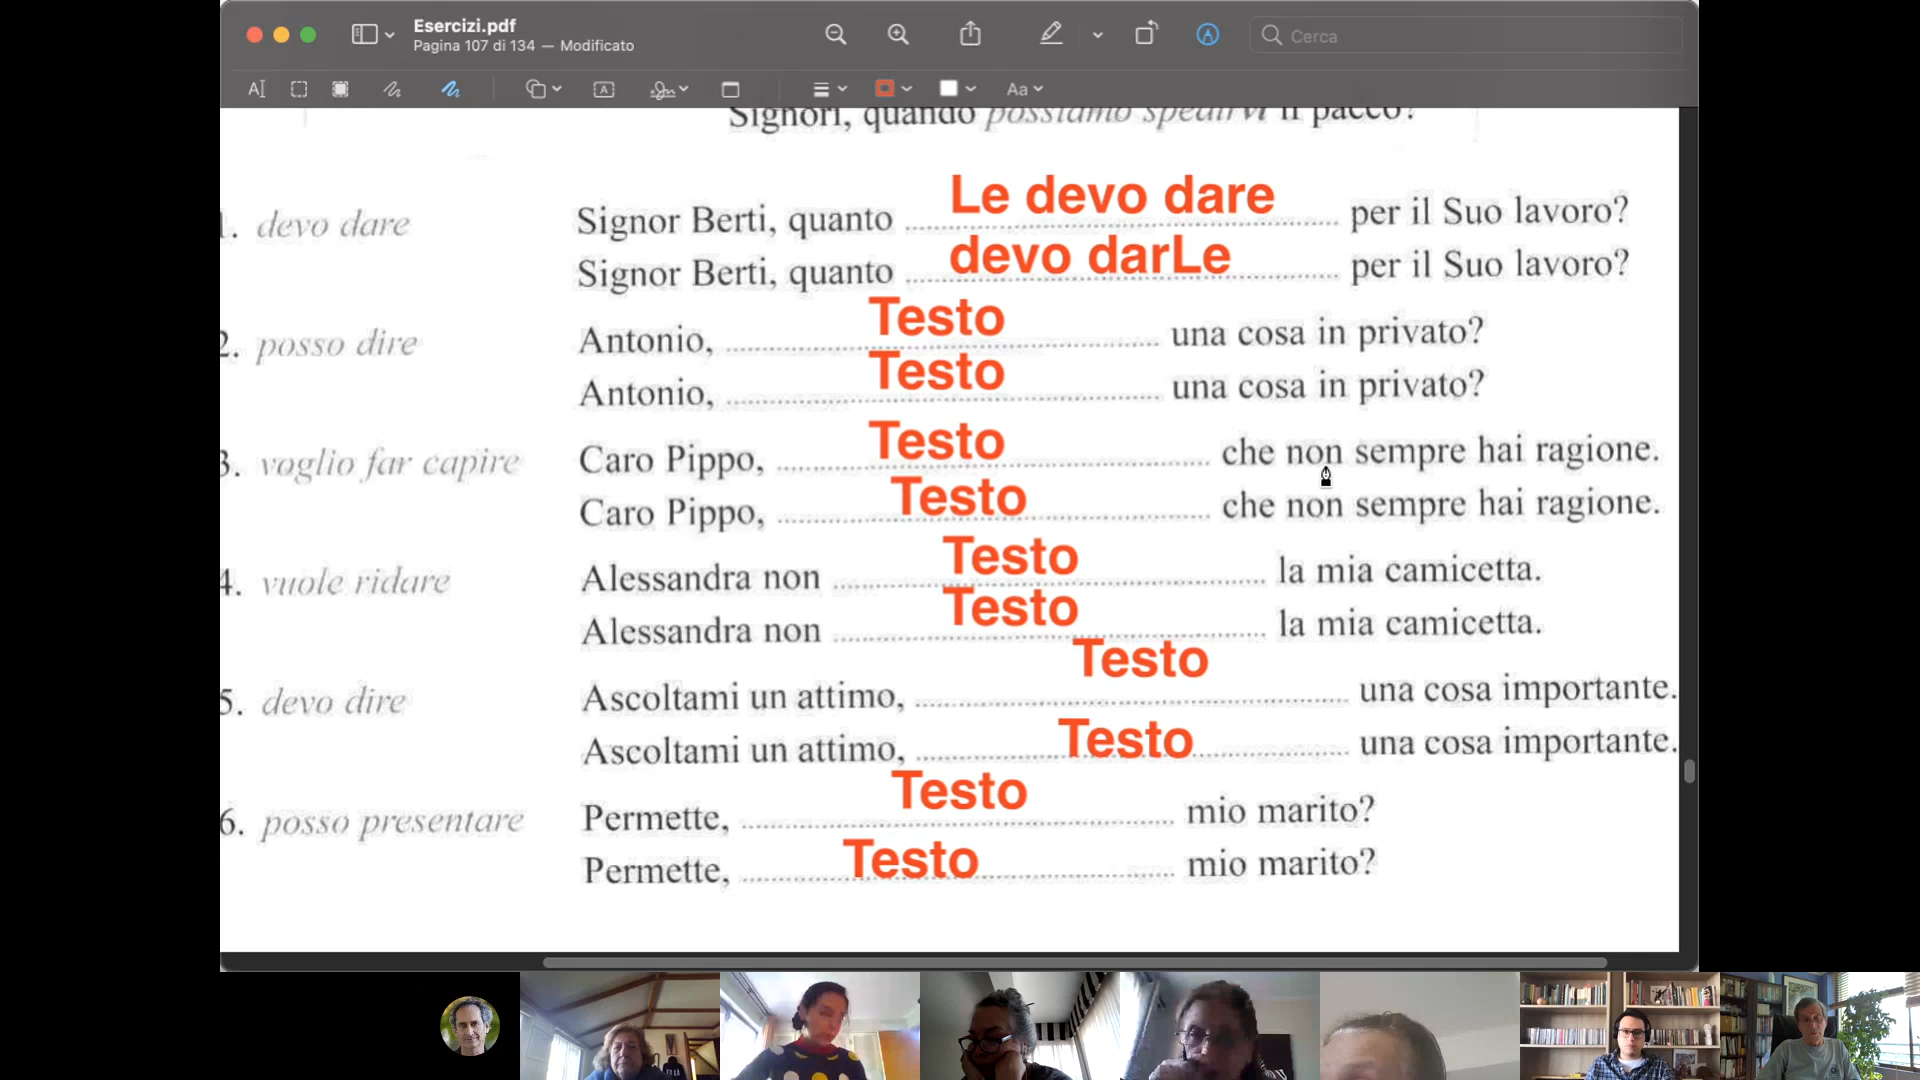 Esercizi.pdf
Pagina 107 di 134 — Modificato
Cerca
Aa
Signori, quando possiamo spedirvi il pacco?
1. devo dare Signor Berti, quanto Le devo dare per il Suo lavoro?
Signor Berti, quanto devo darLe per il Suo lavoro?
2. posso dire Antonio, Testo una cosa in privato?
Antonio, Testo una cosa in privato?
3. voglio far capire Caro Pippo, Testo che non sempre hai ragione.
Caro Pippo, Testo che non sempre hai ragione.
4. vuole ridare Alessandra non Testo la mia camicetta.
Alessandra non Testo la mia camicetta.
5. devo dire Ascoltami un attimo, Testo una cosa importante.
Ascoltami un attimo, Testo una cosa importante.
6. posso presentare Permette, Testo mio marito?
Permette, Testo mio marito?